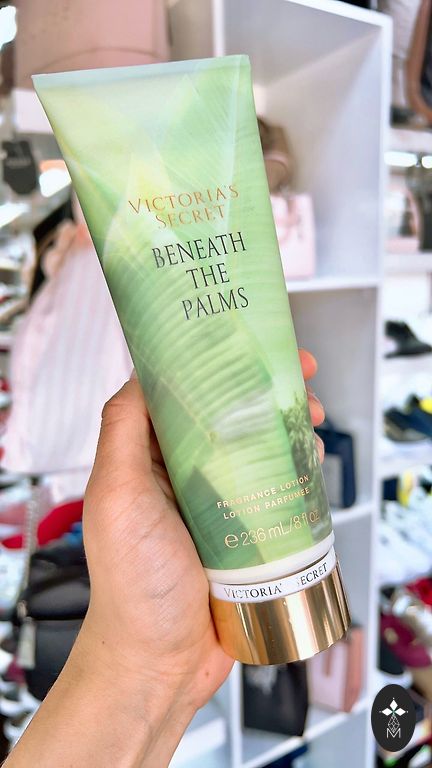 VICTORIA'S
SECRET
BENEATH
THE
PALMS
FRAGRANCE LOTION
LOTION PARFUMÉE
℮ 236 mL/8 fl oz
VICTORIA' SECRET
M